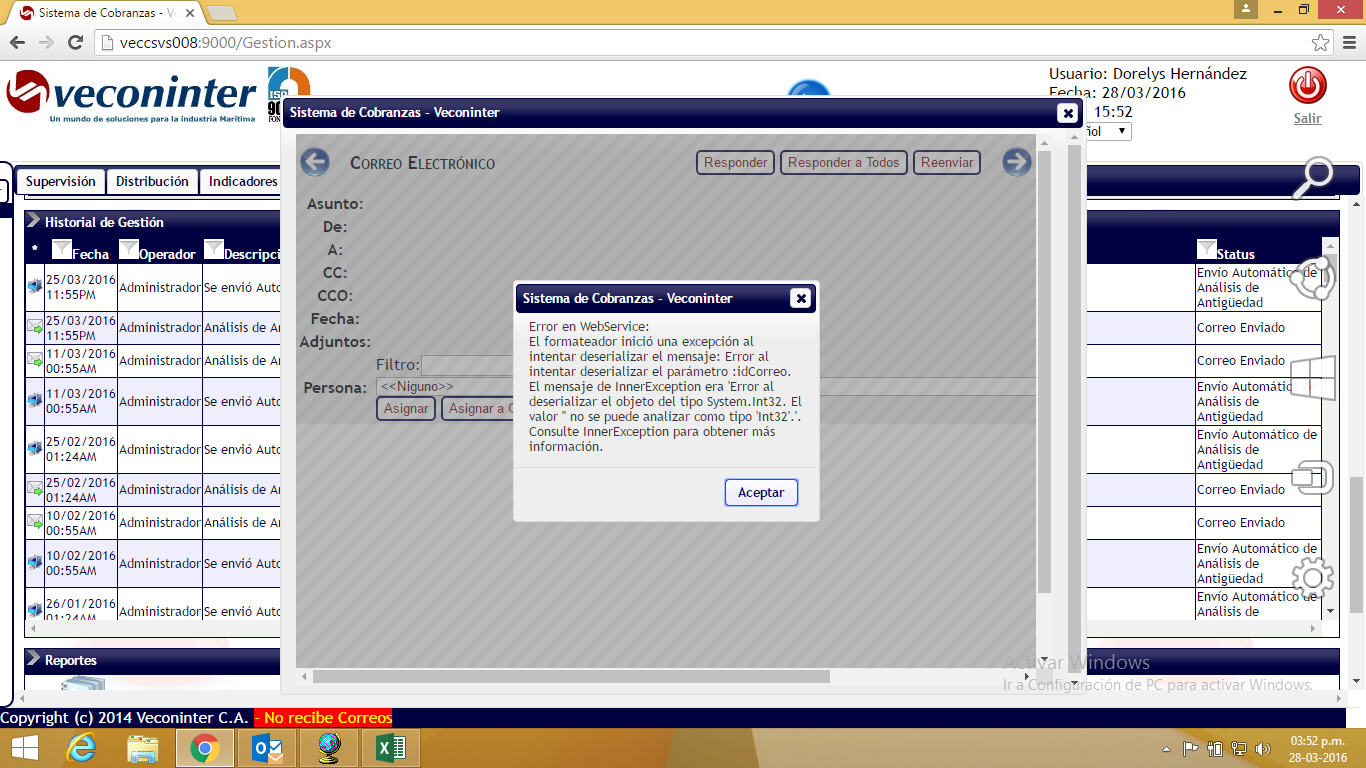 Sistema de Cobranzas - Ve
veccsvs008:9000/Gestion.aspx
veconinter
Un mundo de soluciones para la industria Marítima
ISO
Usuario: Dorelys Hernández
Fecha: 28/03/2016
15:52
Salir
Supervisión Distribución Indicadores
Historial de Gestión
* Fecha Operador Descripci Status
25/03/2016 11:55PM Administrador Se envió Auto Envío Automático de Análisis de Antigüedad
25/03/2016 11:55PM Administrador Análisis de An Correo Enviado
11/03/2016 00:55AM Administrador Análisis de An Correo Enviado
11/03/2016 00:55AM Administrador Se envió Auto Envío Automático de Análisis de Antigüedad
25/02/2016 01:24AM Administrador Se envió Auto Envío Automático de Análisis de Antigüedad
25/02/2016 01:24AM Administrador Análisis de An Correo Enviado
10/02/2016 00:55AM Administrador Análisis de An Correo Enviado
10/02/2016 00:55AM Administrador Se envió Auto Envío Automático de Análisis de Antigüedad
26/01/2016 01:24AM Administrador Se envió Auto Envío Automático de Análisis de
Sistema de Cobranzas - Veconinter
Correo Electrónico
Responder Responder a Todos Reenviar
Asunto:
De:
A:
CC:
CCO:
Fecha:
Adjuntos:
Filtro:
Persona: <<Niguno>>
Asignar Asignar a
Sistema de Cobranzas - Veconinter
Error en WebService:
El formateador inició una excepción al
intentar deserializar el mensaje: Error al
intentar deserializar el parámetro :idCorreo.
El mensaje de InnerException era 'Error al
deserializar el objeto del tipo System.Int32. El
valor '' no se puede analizar como tipo 'Int32'.'.
Consulte InnerException para obtener más
información.
Aceptar
Reportes
Activar Windows
Ir a Configuración de PC para activar Windows.
Copyright (c) 2014 Veconinter C.A. - No recibe Correos
03:52 p.m.
28-03-2016